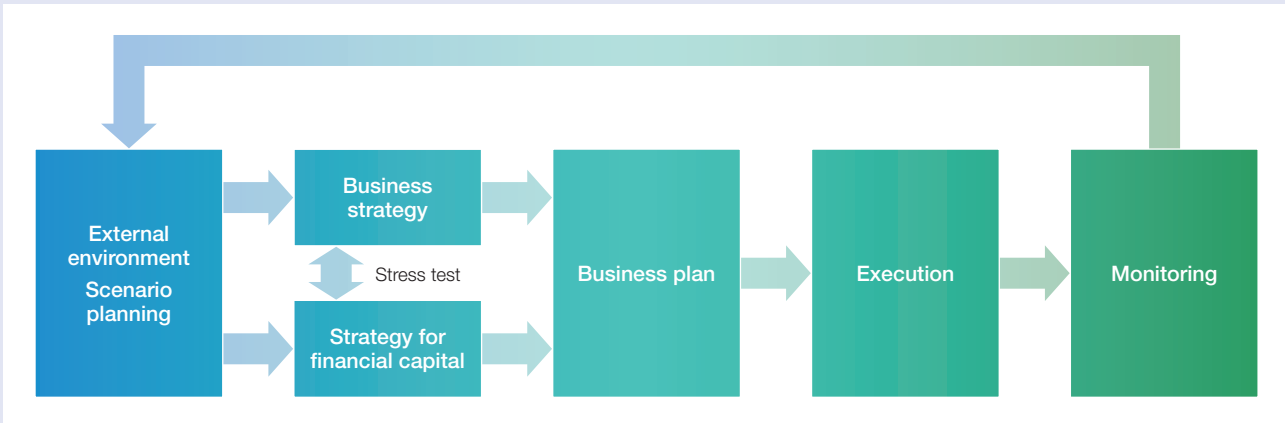 External
environment
Scenario
planning
Business
strategy
Stress test
Strategy for
financial capital
Business plan
Execution
Monitoring